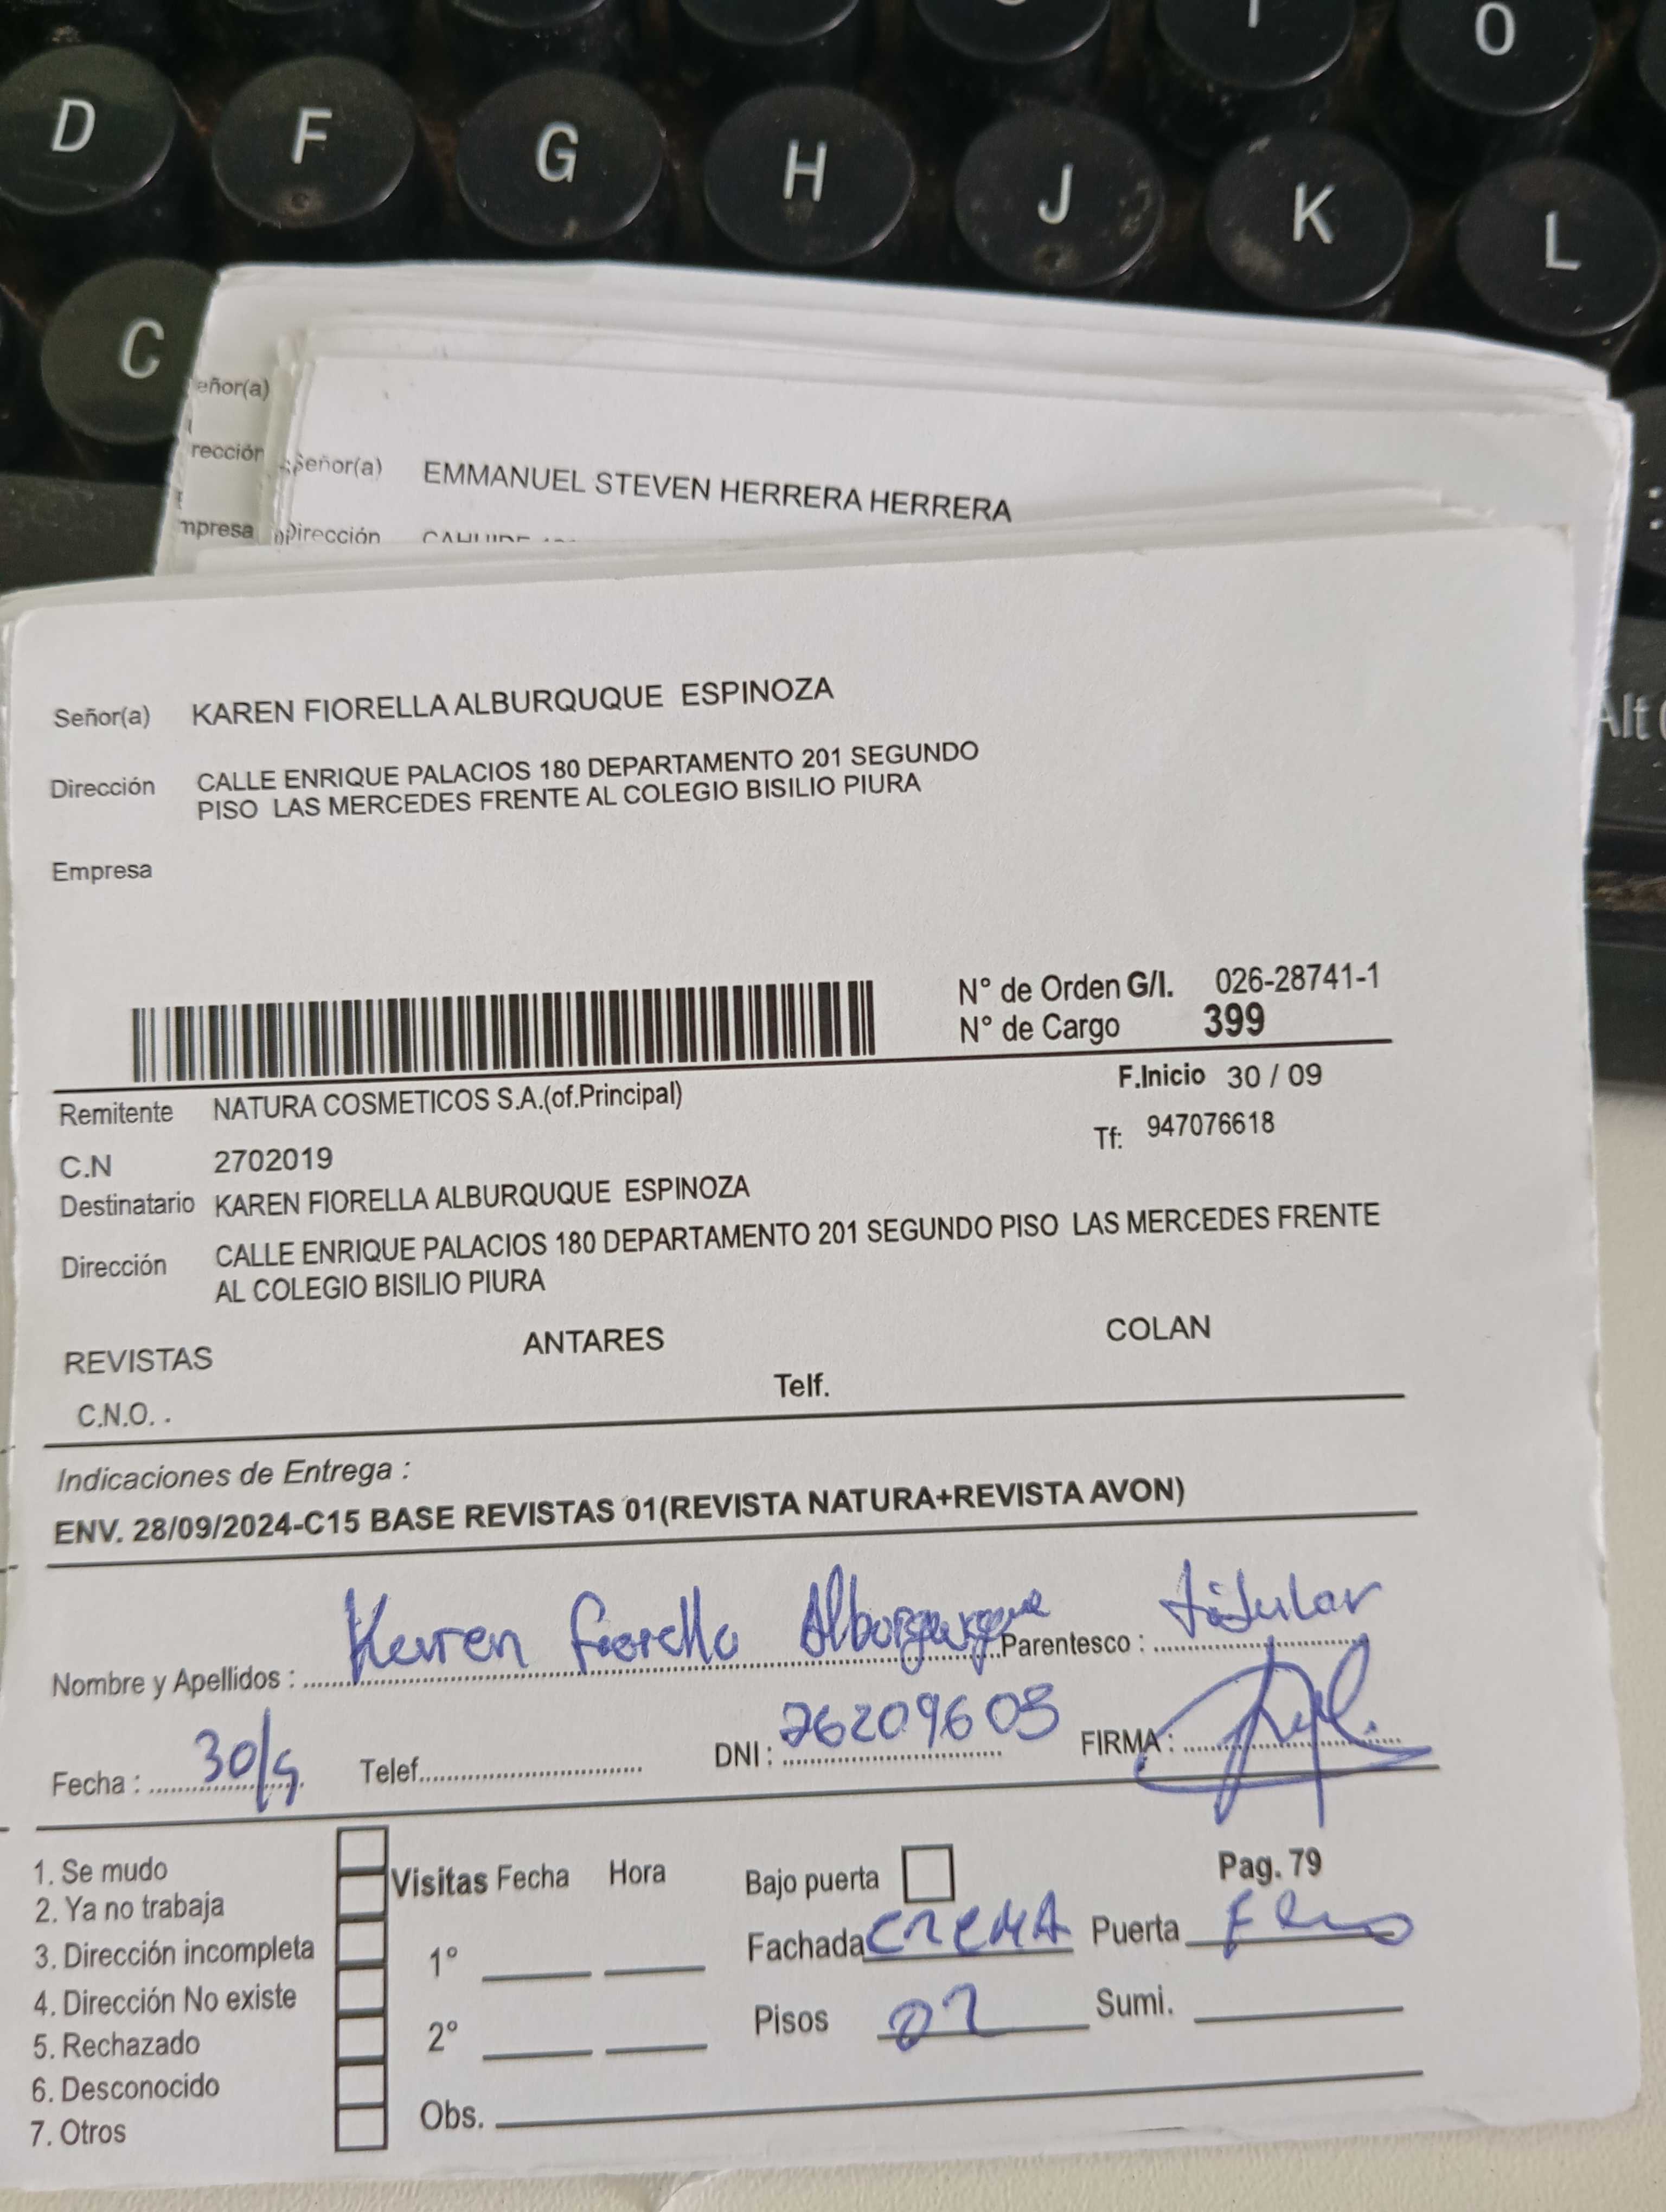 O
D F G H J K L
C
eñor(a)
rección
mpresa
Señor(a) EMMANUEL STEVEN HERRERA HERRERA
Dirección
Alt
Señor(a) KAREN FIORELLA ALBURQUQUE ESPINOZA
Dirección CALLE ENRIQUE PALACIOS 180 DEPARTAMENTO 201 SEGUNDO
PISO LAS MERCEDES FRENTE AL COLEGIO BISILIO PIURA
Empresa
N° de Orden G/I. 026-28741-1
N° de Cargo 399
F.Inicio 30 / 09
Remitente NATURA COSMETICOS S.A.(of.Principal)
Tf: 947076618
C.N 2702019
Destinatario KAREN FIORELLA ALBURQUQUE ESPINOZA
Dirección CALLE ENRIQUE PALACIOS 180 DEPARTAMENTO 201 SEGUNDO PISO LAS MERCEDES FRENTE
AL COLEGIO BISILIO PIURA
REVISTAS ANTARES COLAN
C.N.O. . Telf.
Indicaciones de Entrega :
ENV. 28/09/2024-C15 BASE REVISTAS 01(REVISTA NATURA+REVISTA AVON)
Nombre y Apellidos : Karen Fiorella Parentesco : titular
Fecha : 30/9 Telef. DNI : 76209605 FIRMA :
1. Se mudo
2. Ya no trabaja
3. Dirección incompleta
4. Dirección No existe
5. Rechazado
6. Desconocido
7. Otros
Visitas Fecha Hora
1°
2°
Obs.
Bajo puerta Pag. 79
Fachada CREMA Puerta
Pisos 02 Sumi.